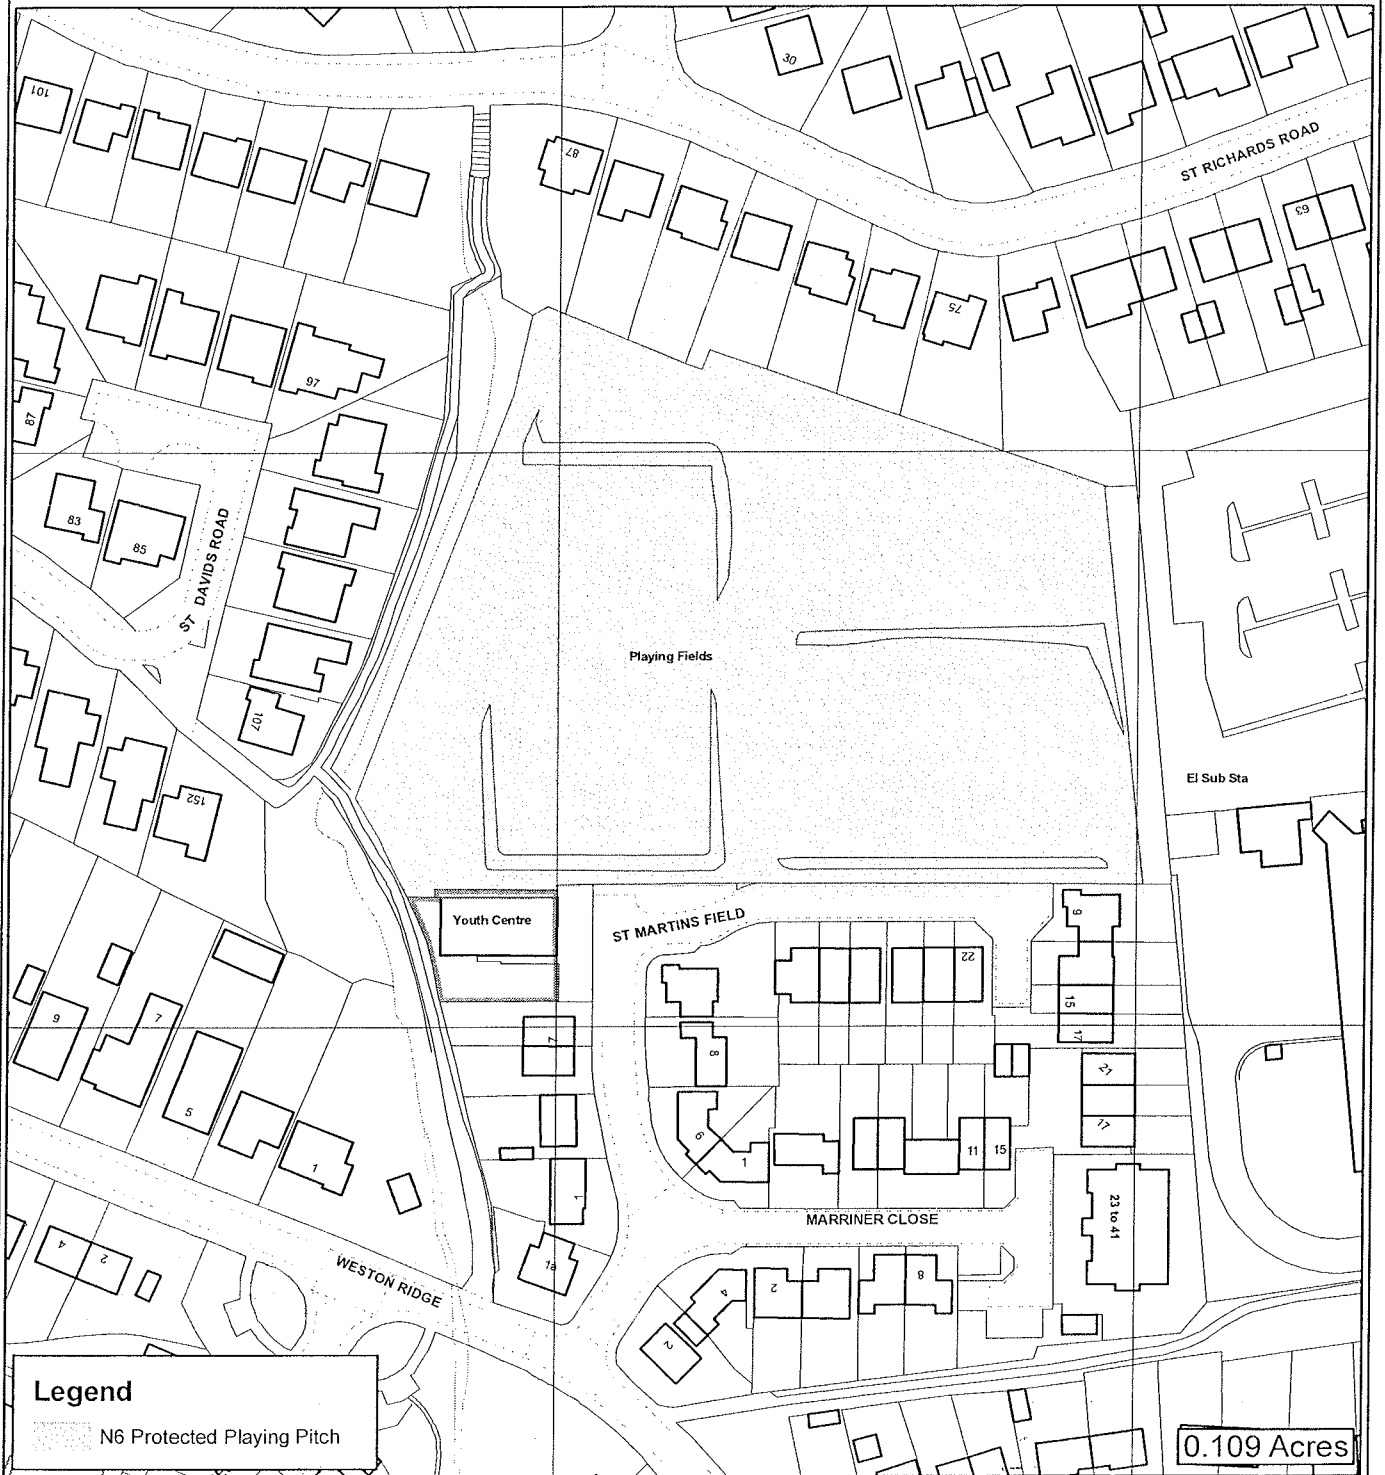 101
30
87
ST RICHARDS ROAD
63
75
97
87
83
85
ST DAVIDS ROAD
107
152
Playing Fields
El Sub Sta
Youth Centre
ST MARTINS FIELD
9
22
15
17
21
17
9
7
5
1
7
8
6
1
11
15
1
1a
MARRINER CLOSE
23 to 41
4
2
WESTON RIDGE
4
2
2
8
Legend
N6 Protected Playing Pitch
0.109 Acres